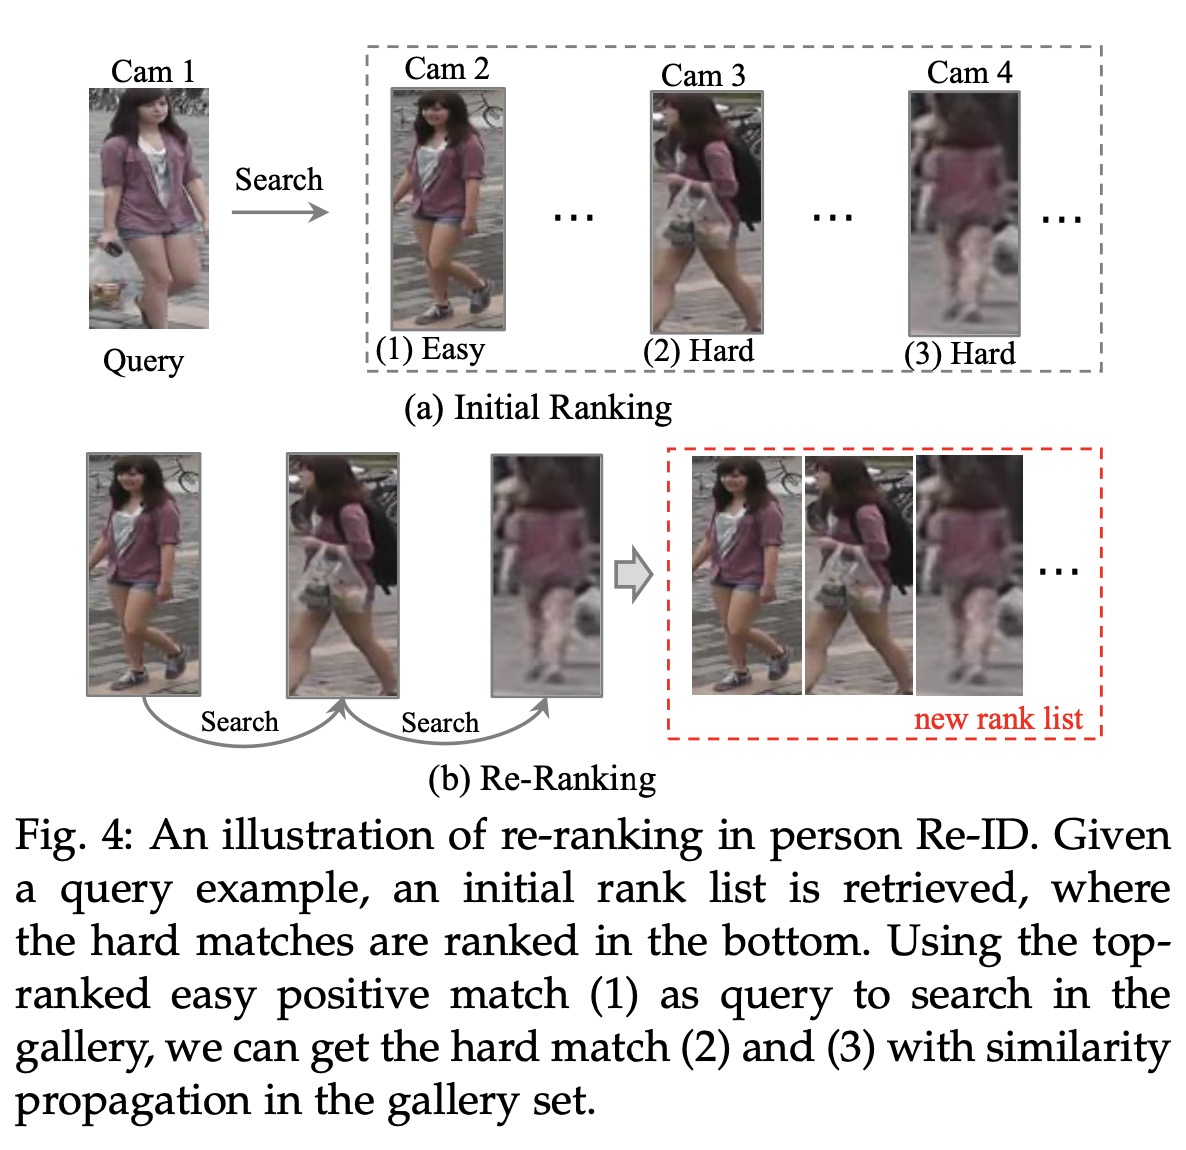 Cam 1
Cam 2
Cam 3
Cam 4
Search
...
...
...
Query
(1) Easy
(2) Hard
(3) Hard
(a) Initial Ranking
...
Search
Search
new rank list
(b) Re-Ranking
Fig. 4: An illustration of re-ranking in person Re-ID. Given
a query example, an initial rank list is retrieved, where
the hard matches are ranked in the bottom. Using the top-
ranked easy positive match (1) as query to search in the
gallery, we can get the hard match (2) and (3) with similarity
propagation in the gallery set.